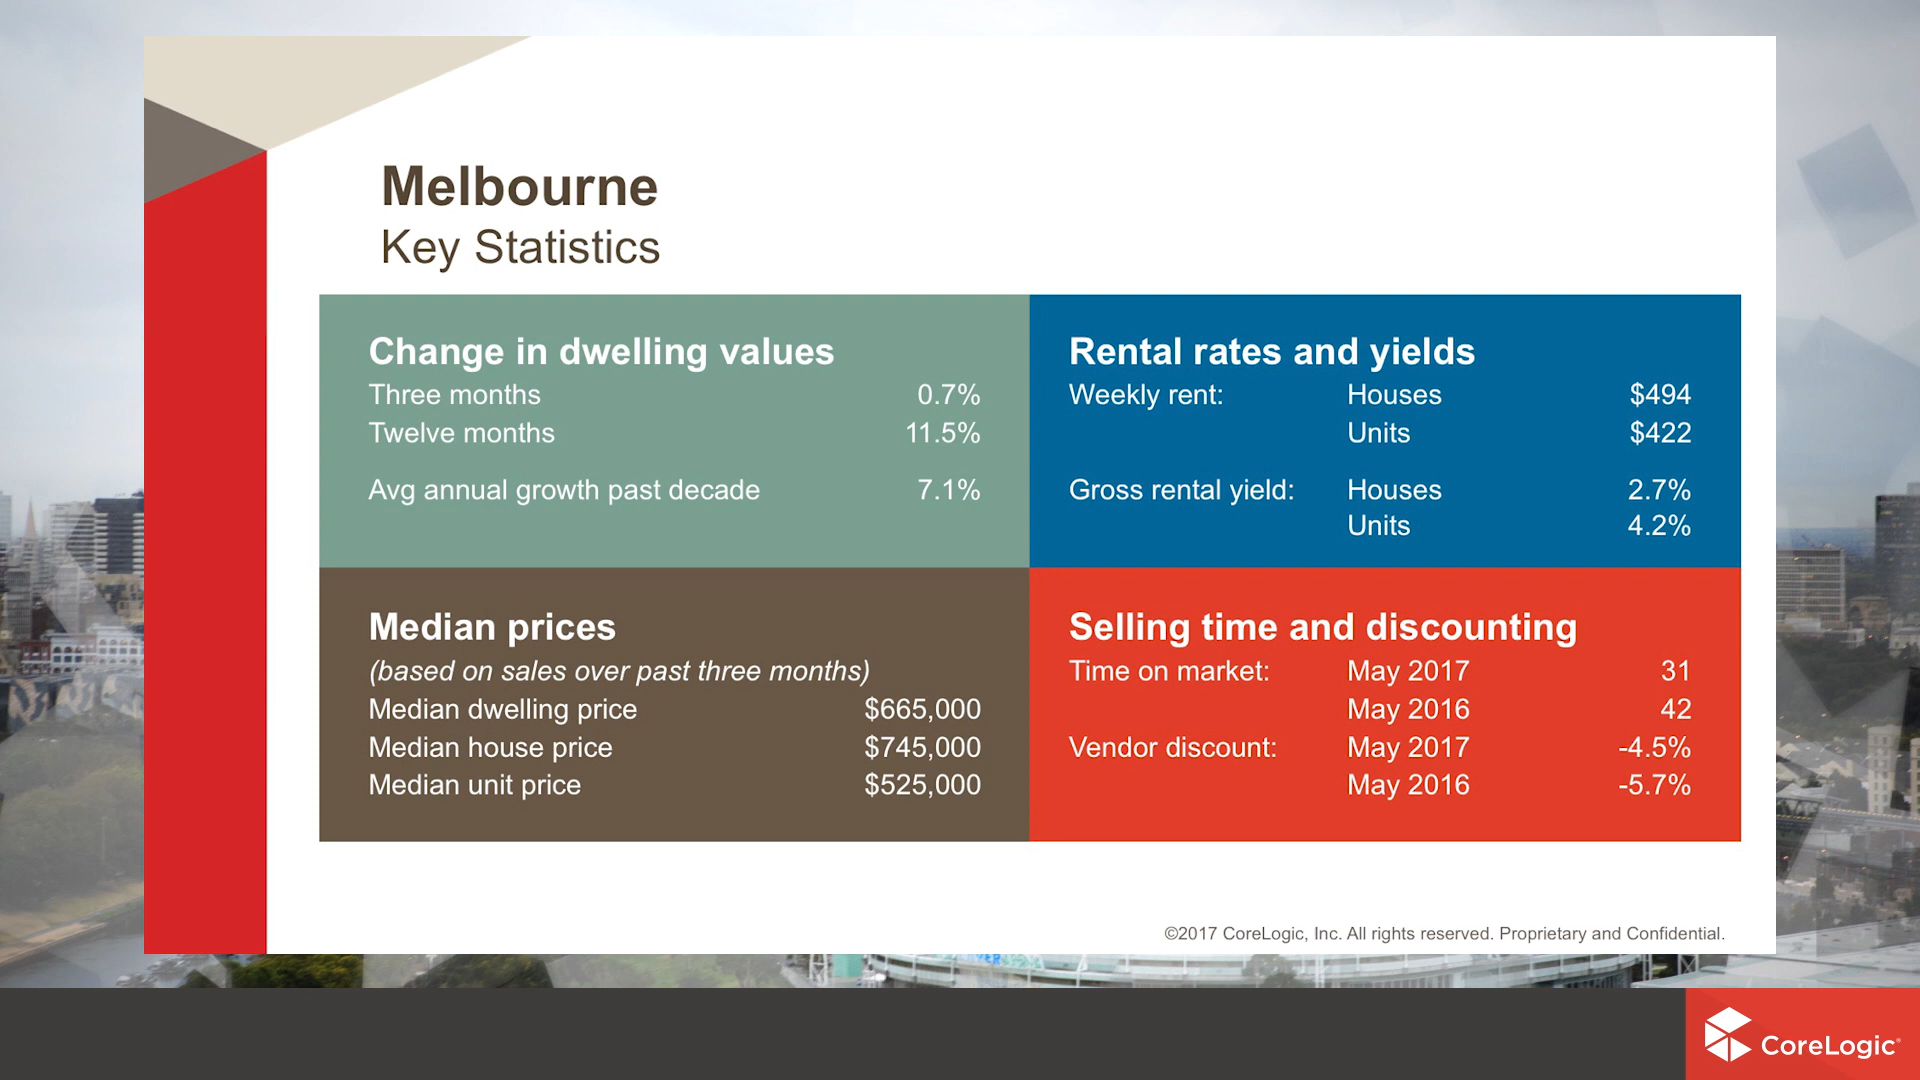 Melbourne
Key Statistics
Change in dwelling values
Three months 0.7%
Twelve months 11.5%
Avg annual growth past decade 7.1%
Rental rates and yields
Weekly rent: Houses $494
Units $422
Gross rental yield: Houses 2.7%
Units 4.2%
Median prices
(based on sales over past three months)
Median dwelling price $665,000
Median house price $745,000
Median unit price $525,000
Selling time and discounting
Time on market: May 2017 31
May 2016 42
Vendor discount: May 2017 -4.5%
May 2016 -5.7%
©2017 CoreLogic, Inc. All rights reserved. Proprietary and Confidential.
CoreLogic